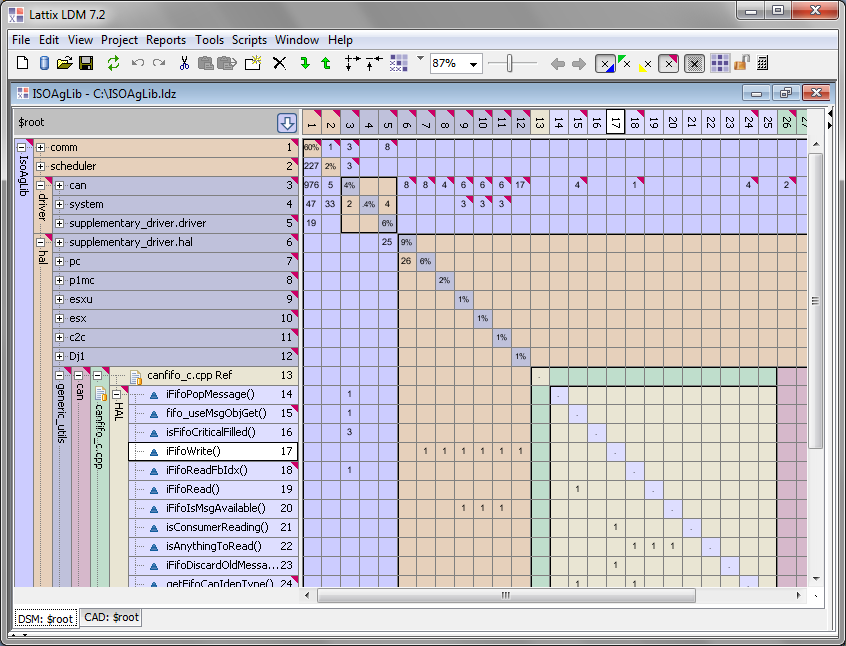 Lattix LDM 7.2
File Edit View Project Reports Tools Scripts Window Help
87%
ISOAgLib - C:\ISOAgLib.ldz
$root 1 2 3 4 5 6 7 8 9 10 11 12 13 14 15 16 17 18 19 20 21 22 23 24 25 26 27
ISOAgLib
comm 1 60% 1 3 8
scheduler 2 227 2% 3
driver
can 3 976 5 4% 8 8 4 6 6 6 17 4 1 4 2
system 4 47 33 2 .4% 4 3 3 3
supplementary_driver.driver 5 19 6%
hal
supplementary_driver.hal 6 25 9%
pc 7 26 6%
p1mc 8 2%
esxu 9 1%
esx 10 1%
c2c 11 1%
Dj1 12 1%
generic_utils
can
canfifo_c.cpp
canfifo_c.cpp Ref 13 .
HAL
iFifoPopMessage() 14 1 .
fifo_useMsgObjGet() 15 1 .
isFifoCriticalFilled() 16 3 .
iFifoWrite() 17 1 1 1 1 1 1 .
iFifoReadFbIdx() 18 1 .
iFifoRead() 19 1 .
iFifoIsMsgAvailable() 20 1 1 1 .
isConsumerReading() 21 1 .
isAnythingToRead() 22 1 1 1 .
iFifoDiscardOldMessa... 23 1 .
getFifoCanIdenType() 24 1 1 .
DSM: $root CAD: $root